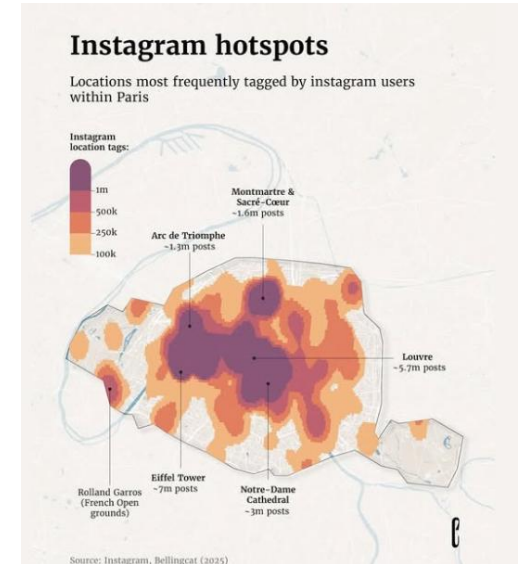 Instagram hotspots
Locations most frequently tagged by instagram users
within Paris
Instagram
location tags:
1m
500k
250k
100k
Montmartre &
Sacré-Cœur
~1.6m posts
Arc de Triomphe
~1.3m posts
Louvre
~5.7m posts
Rolland Garros
(French Open
grounds)
Eiffel Tower
~7m posts
Notre-Dame
Cathedral
~3m posts
Source: Instagram, Bellingcat (2025)